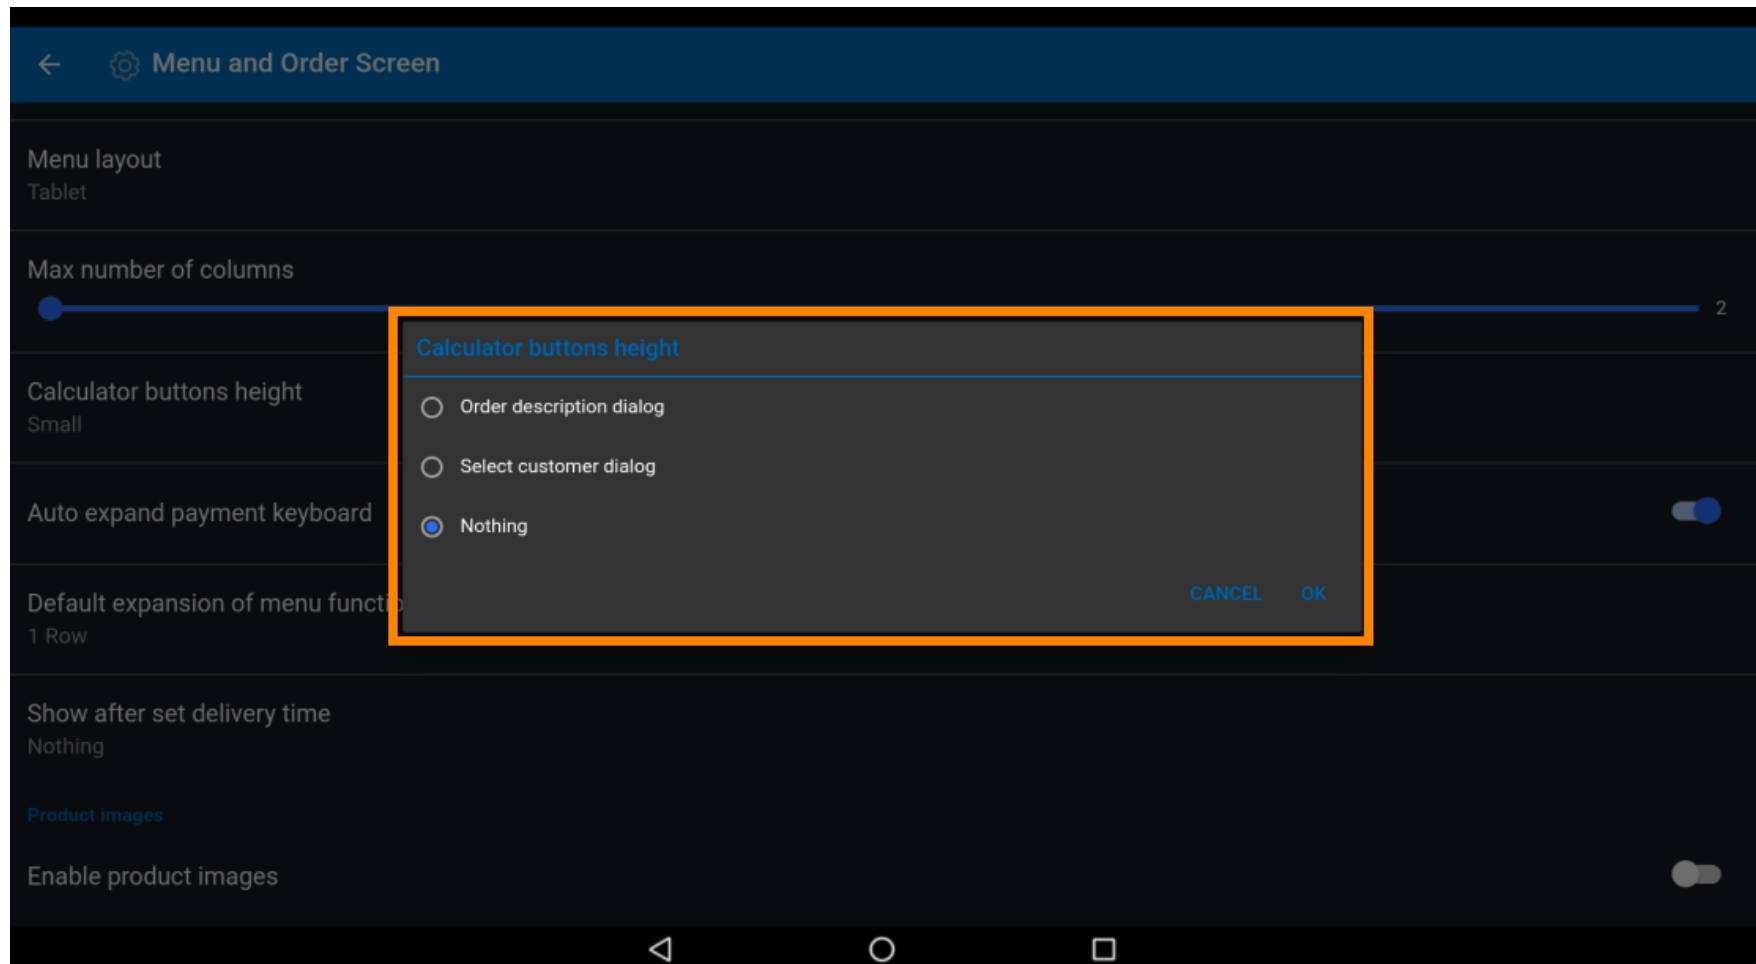 Menu and Order Screen
Menu layout
Tablet
Max number of columns
2
Calculator buttons height
Small
Auto expand payment keyboard
Default expansion of menu functio
1 Row
Show after set delivery time
Nothing
Product images
Enable product images
Calculator buttons height
Order description dialog
Select customer dialog
Nothing
CANCEL OK